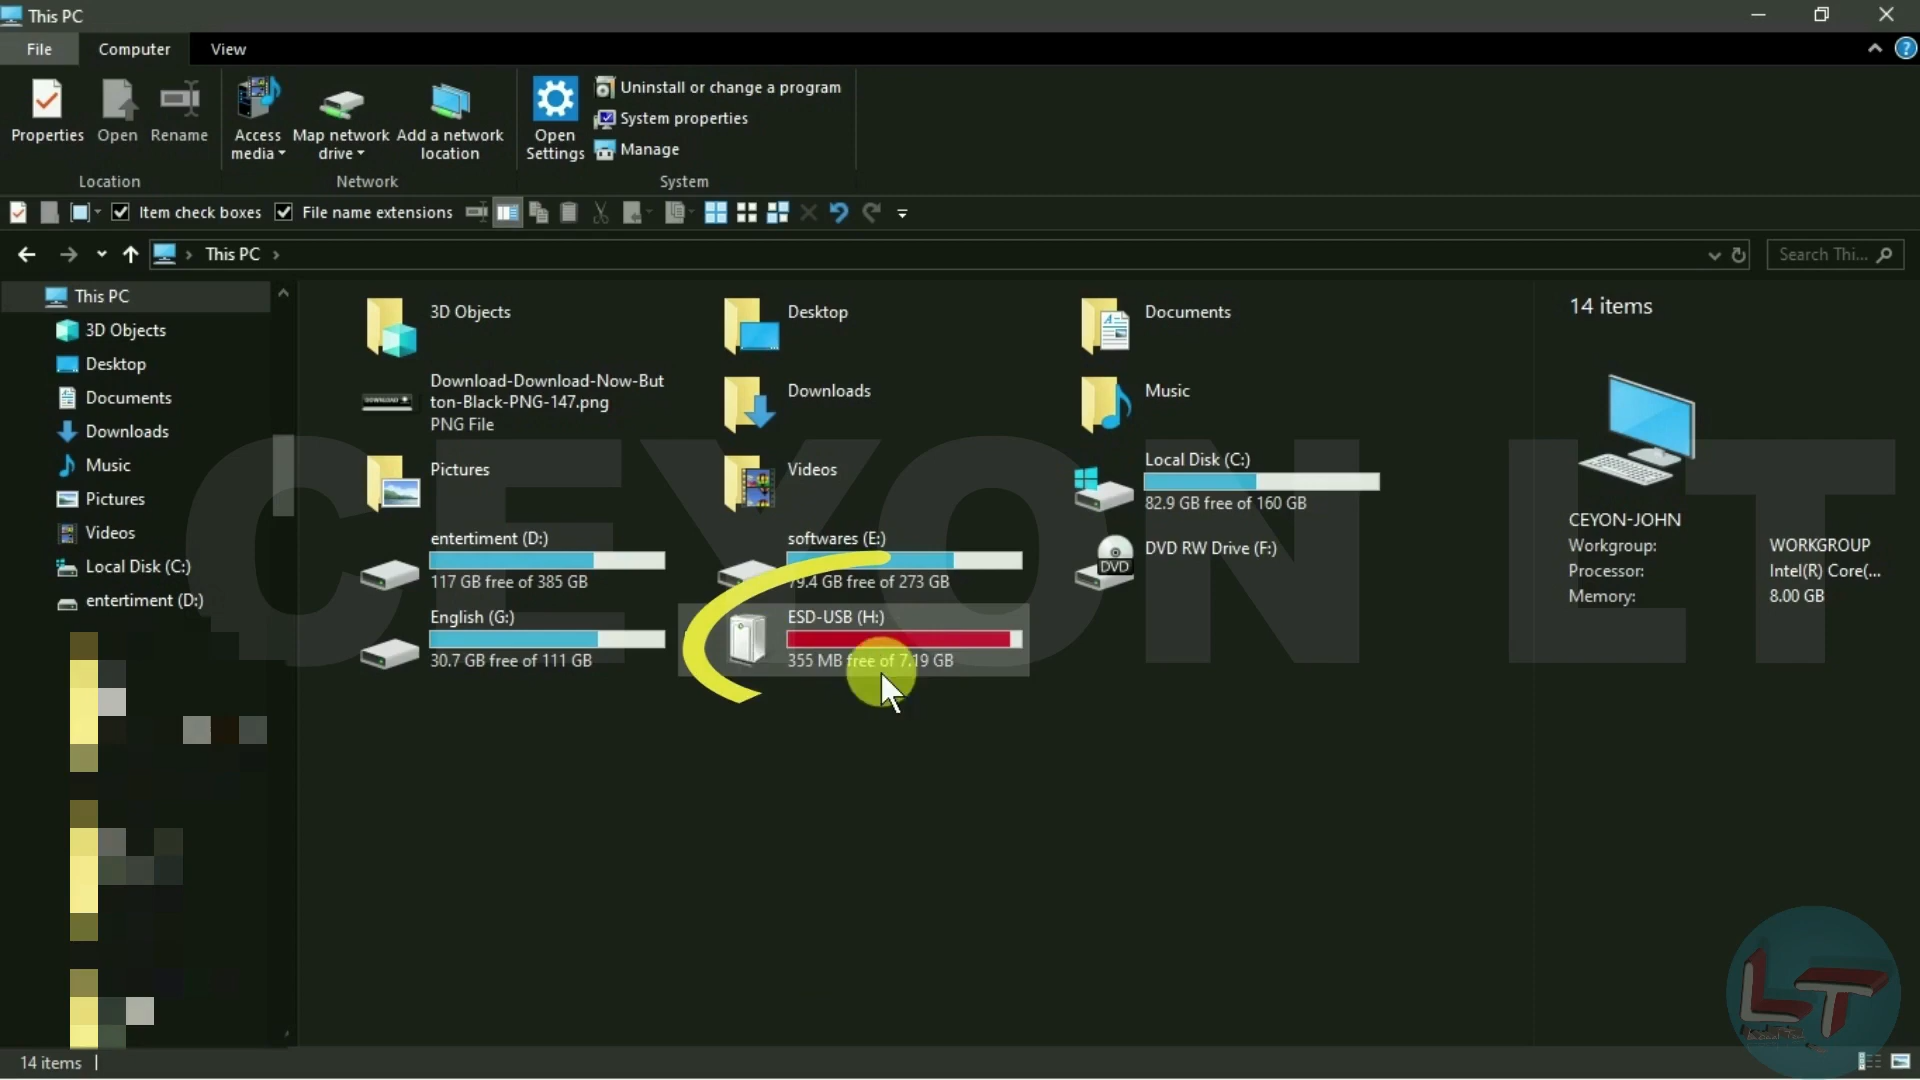 This PC
File
Computer
View
Properties
Open
Rename
Access media
Map network drive
Add a network location
Open Settings
Uninstall or change a program
System properties
Manage
Location
Network
System
Item check boxes
File name extensions
This PC
Search Thi...
This PC
3D Objects
Desktop
Documents
Downloads
Music
Pictures
Videos
Local Disk (C:)
entertiment (D:)
3D Objects
Desktop
Documents
Download-Download-Now-But
ton-Black-PNG-147.png
PNG File
DOWNLOAD
Downloads
Music
Pictures
Videos
Local Disk (C:)
82.9 GB free of 160 GB
entertiment (D:)
117 GB free of 385 GB
softwares (E:)
79.4 GB free of 273 GB
DVD RW Drive (F:)
DVD
English (G:)
30.7 GB free of 111 GB
ESD-USB (H:)
355 MB free of 7.19 GB
14 items
CEYON-JOHN
Workgroup: WORKGROUP
Processor: Intel(R) Core(...
Memory: 8.00 GB
CEYON LT
LT
14 items